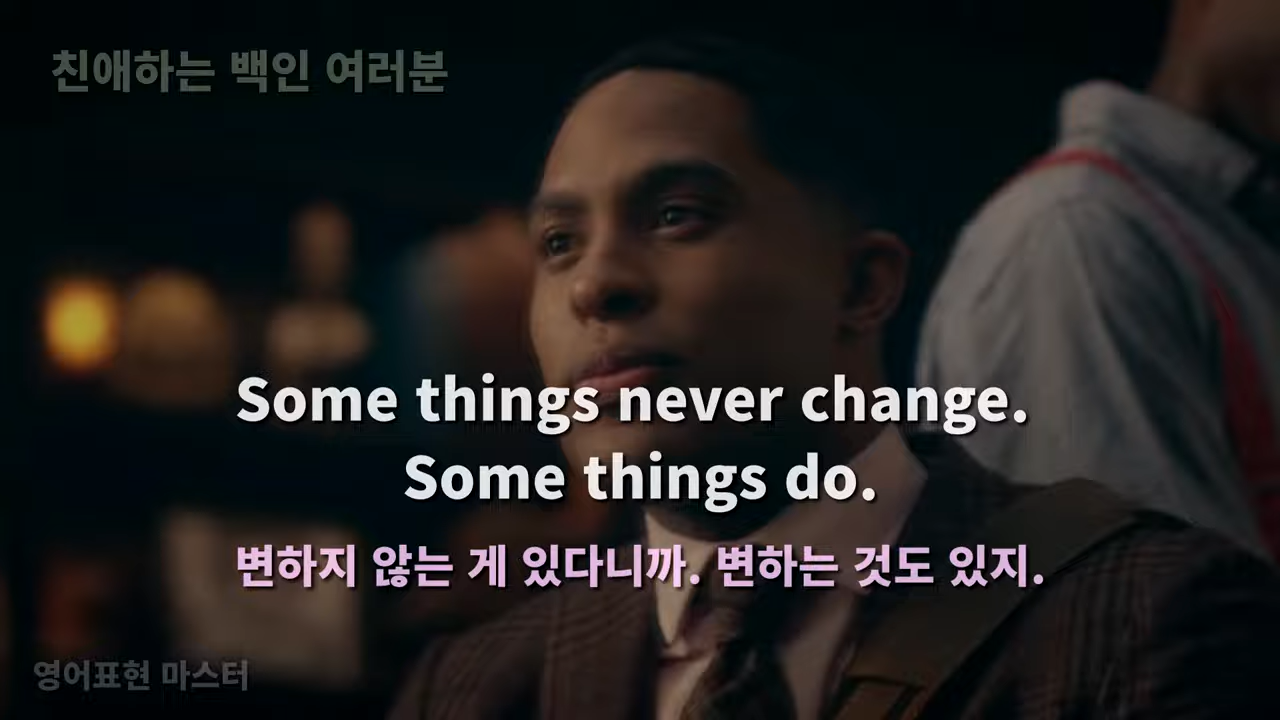 친애하는 백인 여러분
Some things never change.
Some things do.
변하지 않는 게 있다니까. 변하는 것도 있지.
영어표현 마스터